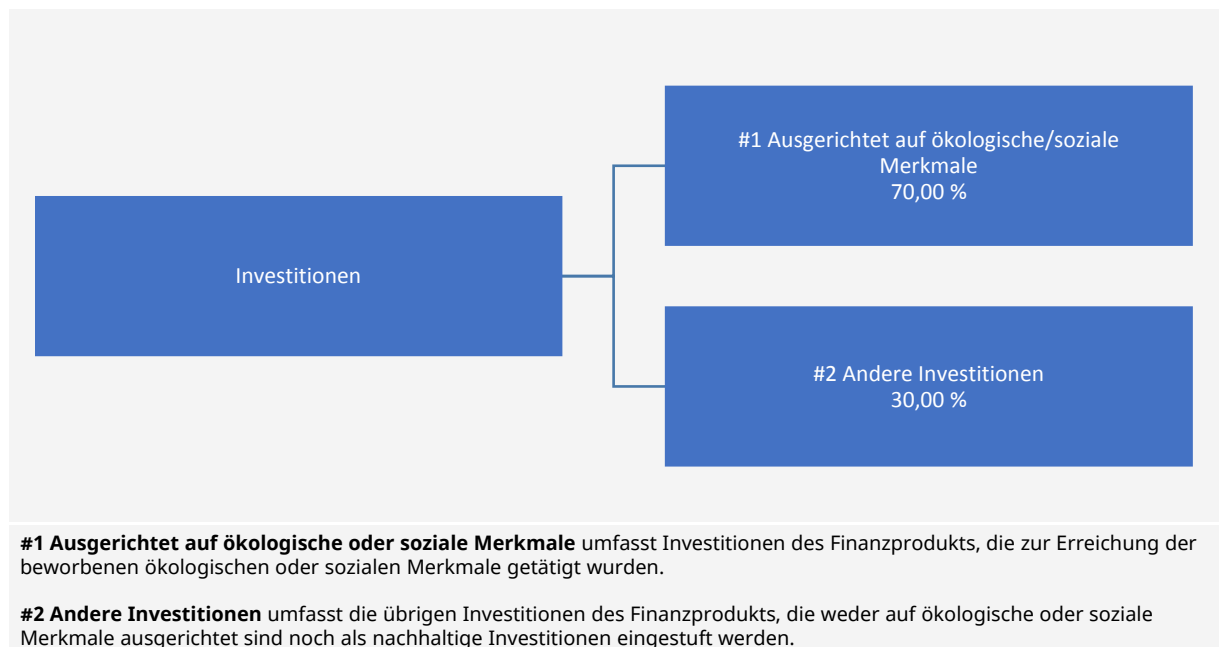 #1 Ausgerichtet auf ökologische/soziale
Merkmale
70,00 %
Investitionen
#2 Andere Investitionen
30,00 %
#1 Ausgerichtet auf ökologische oder soziale Merkmale umfasst Investitionen des Finanzprodukts, die zur Erreichung der
beworbenen ökologischen oder sozialen Merkmale getätigt wurden.
#2 Andere Investitionen umfasst die übrigen Investitionen des Finanzprodukts, die weder auf ökologische oder soziale
Merkmale ausgerichtet sind noch als nachhaltige Investitionen eingestuft werden.